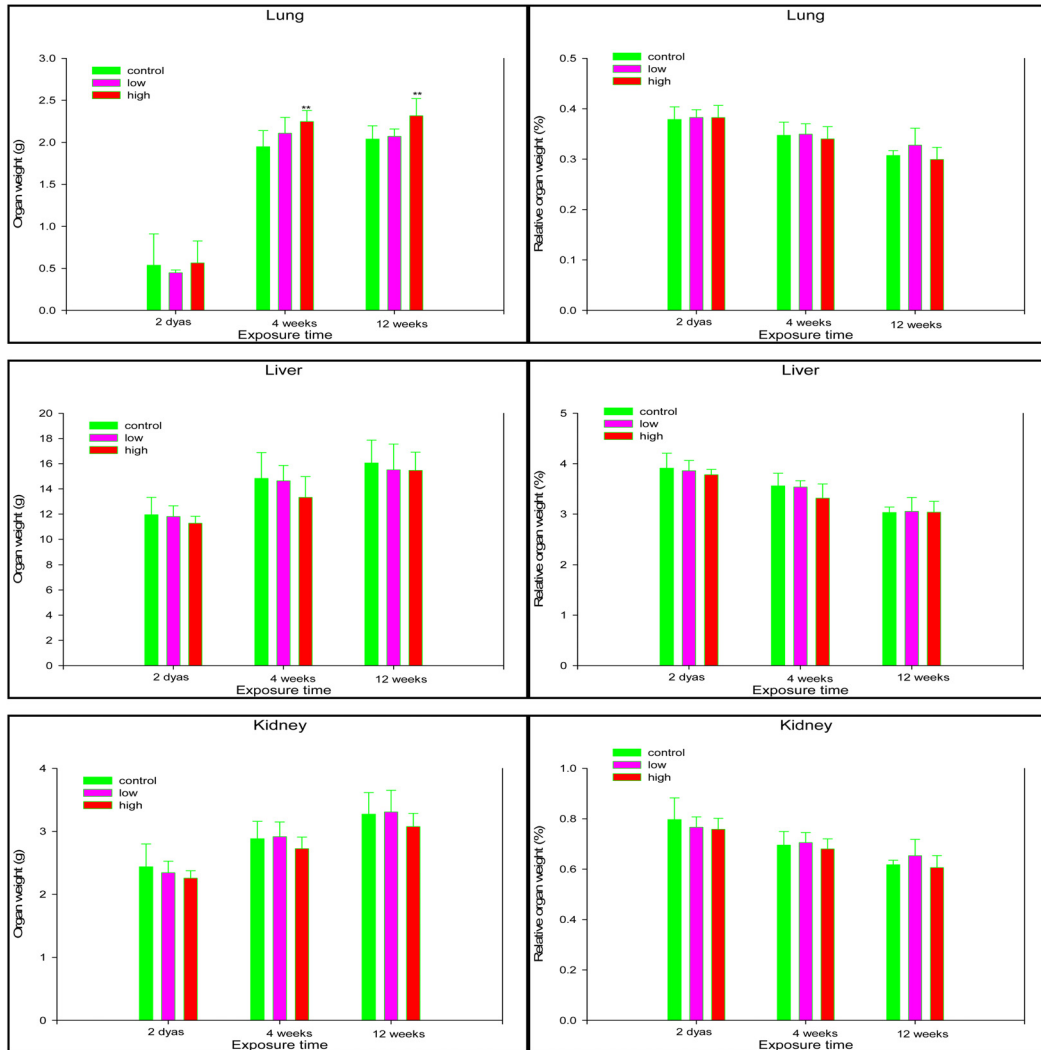 Lung
3.0
2.5
2.0
1.5
1.0
0.5
0.0
Organ weight (g)
control
low
high
**
**
2 dyas
4 weeks
12 weeks
Exposure time
Lung
0.5
0.4
0.3
0.2
0.1
0.0
Relative organ weight (%)
control
low
high
2 dyas
4 weeks
12 weeks
Exposure time
Liver
20
18
16
14
12
10
8
6
4
2
0
Organ weight (g)
control
low
high
2 dyas
4 weeks
12 weeks
Exposure time
Liver
5
4
3
2
1
0
Relative organ weight (%)
control
low
high
2 dyas
4 weeks
12 weeks
Exposure time
Kidney
4
3
2
1
0
Organ weight (g)
control
low
high
2 dyas
4 weeks
12 weeks
Exposure time
Kidney
1.0
0.8
0.6
0.4
0.2
0.0
Relative organ weight (%)
control
low
high
2 dyas
4 weeks
12 weeks
Exposure time